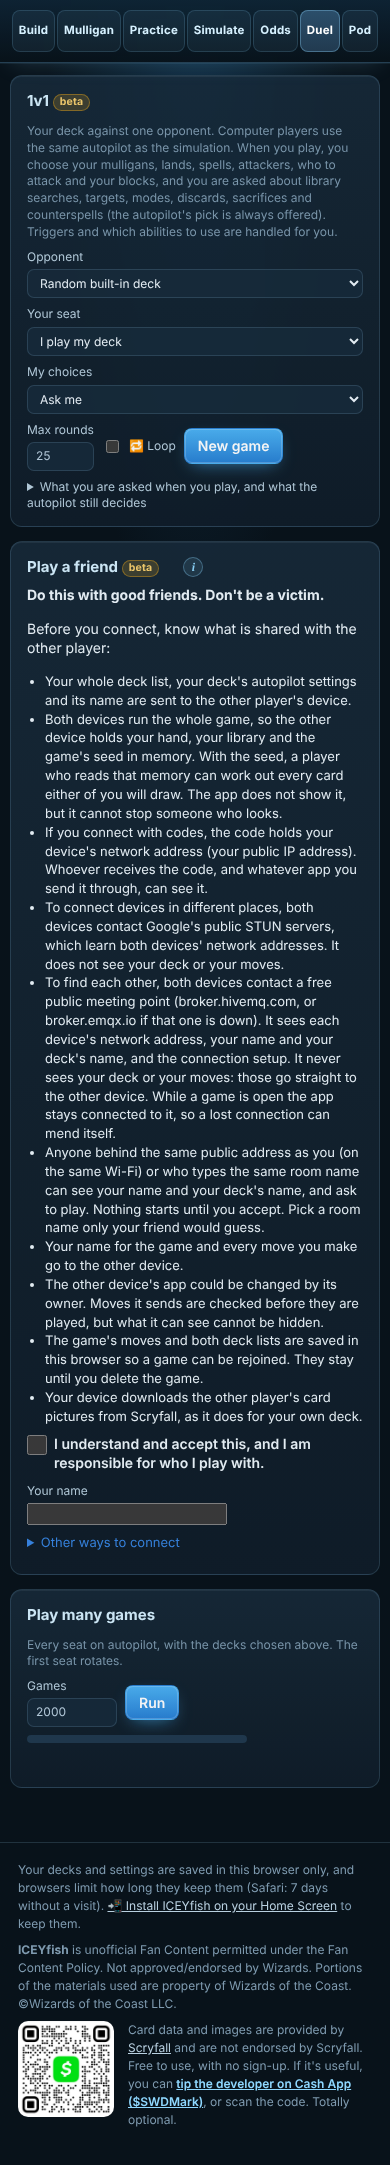 Build Mulligan Practice Simulate Odds Duel Pod
1v1 beta
Your deck against one opponent. Computer players use
the same autopilot as the simulation. When you play, you
choose your mulligans, lands, spells, attackers, who to
attack and your blocks, and you are asked about library
searches, targets, modes, discards, sacrifices and
counterspells (the autopilot's pick is always offered).
Triggers and which abilities to use are handled for you.
Opponent
Random built-in deck
Your seat
I play my deck
My choices
Ask me
Max rounds
25
🔁 Loop
New game
▶ What you are asked when you play, and what the
autopilot still decides
Play a friend beta i
Do this with good friends. Don't be a victim.
Before you connect, know what is shared with the
other player:
• Your whole deck list, your deck's autopilot settings
and its name are sent to the other player's device.
• Both devices run the whole game, so the other
device holds your hand, your library and the
game's seed in memory. With the seed, a player
who reads that memory can work out every card
either of you will draw. The app does not show it,
but it cannot stop someone who looks.
• If you connect with codes, the code holds your
device's network address (your public IP address).
Whoever receives the code, and whatever app you
send it through, can see it.
• To connect devices in different places, both
devices contact Google's public STUN servers,
which learn both devices' network addresses. It
does not see your deck or your moves.
• To find each other, both devices contact a free
public meeting point (broker.hivemq.com, or
broker.emqx.io if that one is down). It sees each
device's network address, your name and your
deck's name, and the connection setup. It never
sees your deck or your moves: those go straight to
the other device. While a game is open the app
stays connected to it, so a lost connection can
mend itself.
• Anyone behind the same public address as you (on
the same Wi-Fi) or who types the same room name
can see your name and your deck's name, and ask
to play. Nothing starts until you accept. Pick a room
name only your friend would guess.
• Your name for the game and every move you make
go to the other device.
• The other device's app could be changed by its
owner. Moves it sends are checked before they are
played, but what it can see cannot be hidden.
• The game's moves and both deck lists are saved in
this browser so a game can be rejoined. They stay
until you delete the game.
• Your device downloads the other player's card
pictures from Scryfall, as it does for your own deck.
I understand and accept this, and I am
responsible for who I play with.
Your name
▶ Other ways to connect
Play many games
Every seat on autopilot, with the decks chosen above. The
first seat rotates.
Games
2000
Run
Your decks and settings are saved in this browser only, and
browsers limit how long they keep them (Safari: 7 days
without a visit). 📲 Install ICEYfish on your Home Screen to
keep them.
ICEYfish is unofficial Fan Content permitted under the Fan
Content Policy. Not approved/endorsed by Wizards. Portions
of the materials used are property of Wizards of the Coast.
©Wizards of the Coast LLC.
Card data and images are provided by
Scryfall and are not endorsed by Scryfall.
Free to use, with no sign-up. If it's useful,
you can tip the developer on Cash App
($SWDMark), or scan the code. Totally
optional.